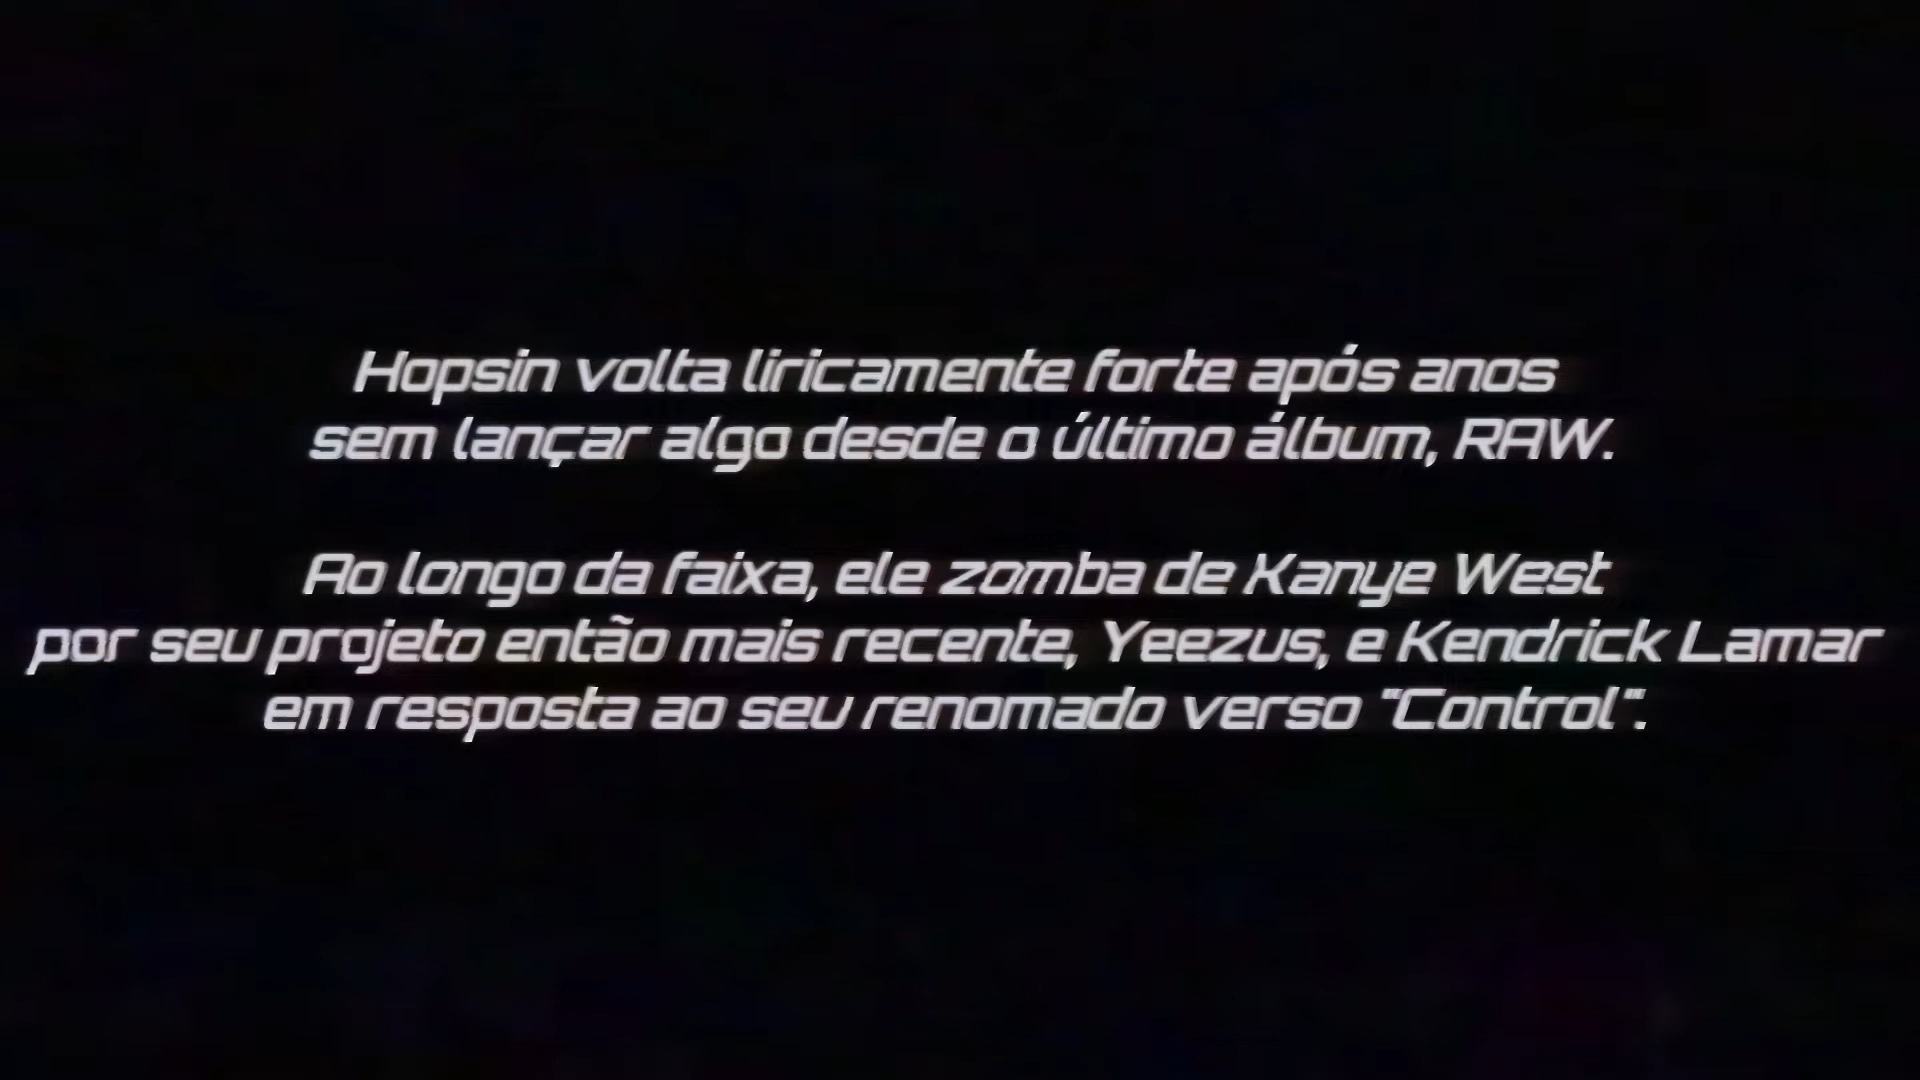 Hopsin volta liricamente forte após anos
sem lançar algo desde o último álbum, RAW.
Ao longo da faixa, ele zomba de Kanye West
por seu projeto então mais recente, Yeezus, e Kendrick Lamar
em resposta ao seu renomado verso "Control".